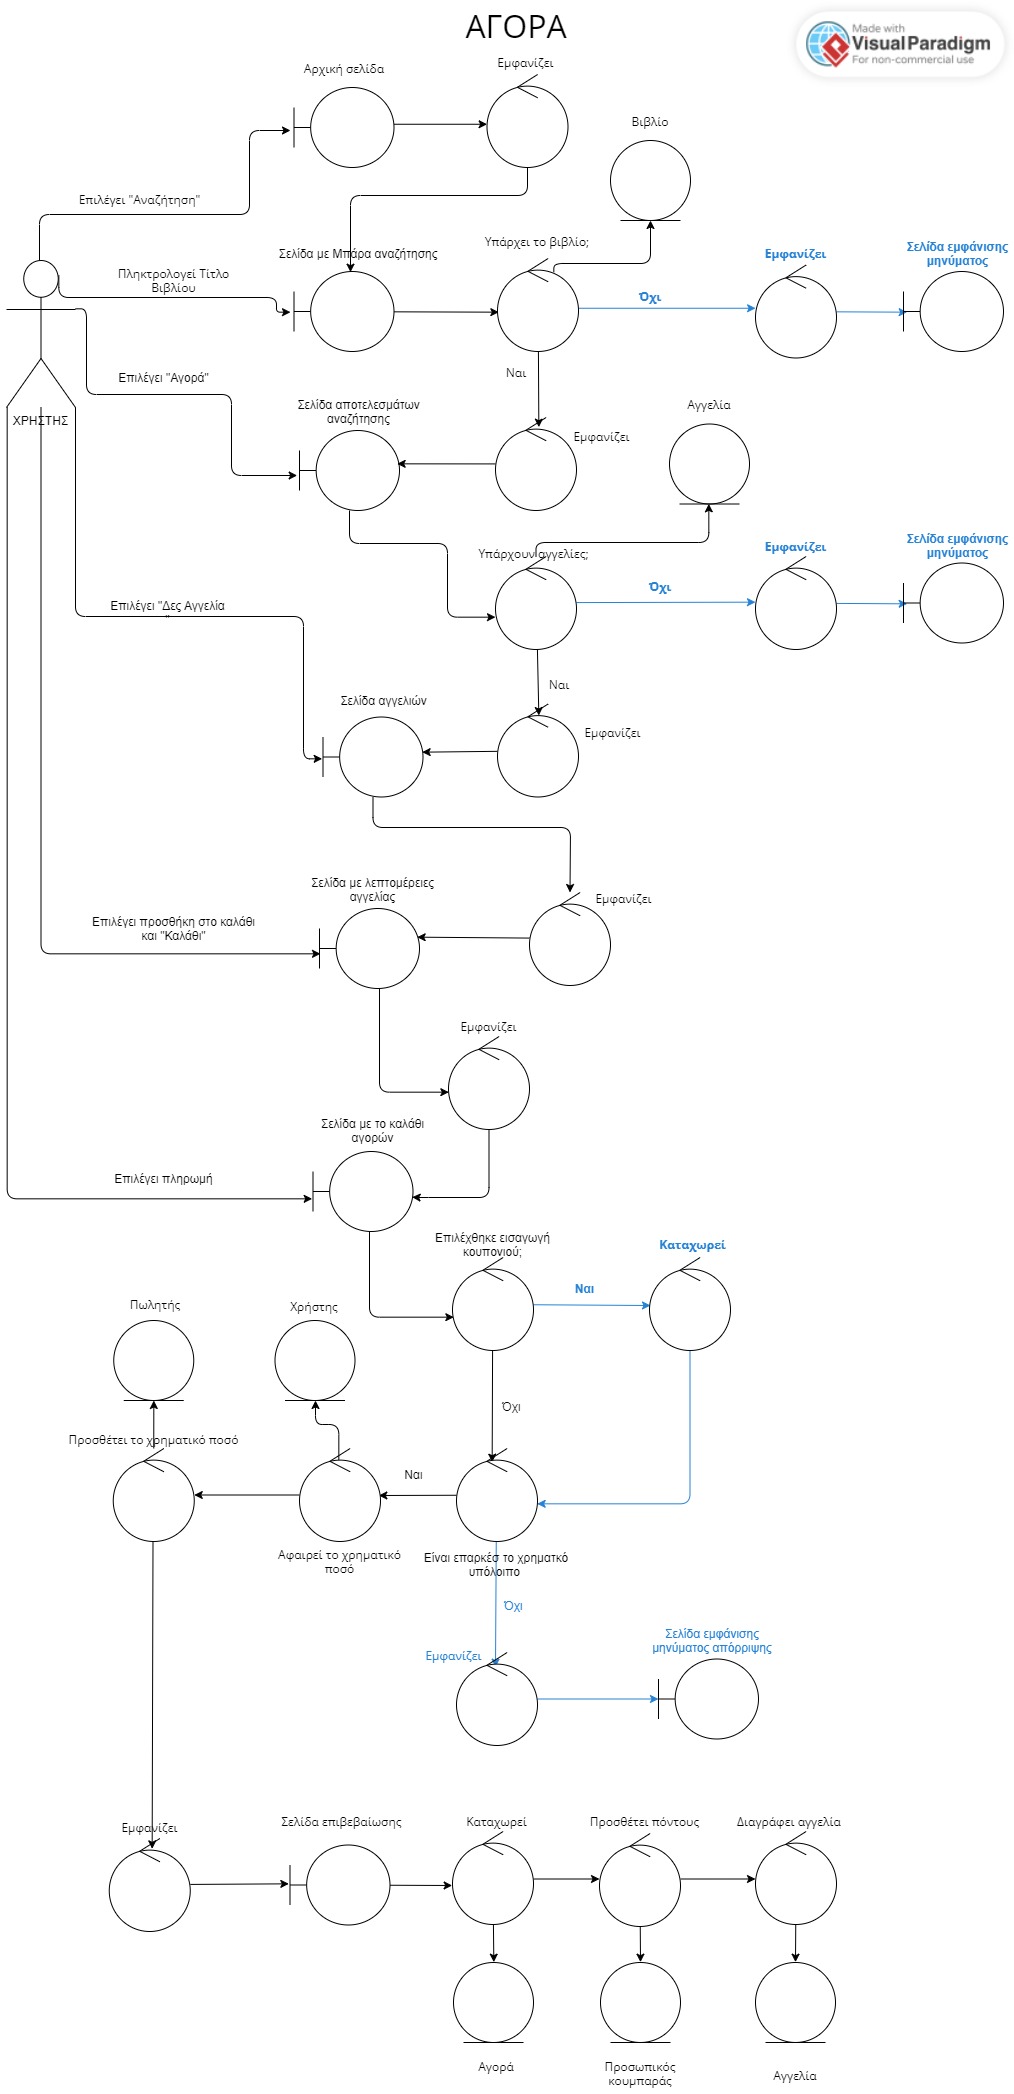 ΑΓΟΡΑ
Made with
Visual Paradigm
For non-commercial use
Αρχική σελίδα
Εμφανίζει
Βιβλίο
Επιλέγει "Αναζήτηση"
Σελίδα με Μπάρα αναζήτησης
Υπάρχει το βιβλίο;
Εμφανίζει
Σελίδα εμφάνισης
μηνύματος
Πληκτρολογεί Τίτλο
Βιβλίου
Όχι
Ναι
Επιλέγει "Αγορά"
Σελίδα αποτελεσμάτων
αναζήτησης
Αγγελία
ΧΡΗΣΤΗΣ
Εμφανίζει
Υπάρχουν αγγελίες;
Εμφανίζει
Σελίδα εμφάνισης
μηνύματος
Όχι
Επιλέγει "Δες Αγγελία
"
Ναι
Σελίδα αγγελιών
Εμφανίζει
Σελίδα με λεπτομέρειες
αγγελίας
Εμφανίζει
Επιλέγει προσθήκη στο καλάθι
και "Καλάθι"
Εμφανίζει
Σελίδα με το καλάθι
αγορών
Επιλέγει πληρωμή
Επιλέχθηκε εισαγωγή
κουπονιού;
Καταχωρεί
Ναι
Πωλητής
Χρήστης
Όχι
Προσθέτει το χρηματικό ποσό
Ναι
Αφαιρεί το χρηματικό
ποσό
Είναι επαρκέσ το χρηματκό
υπόλοιπο
Όχι
Εμφανίζει
Σελίδα εμφάνισης
μηνύματος απόρριψης
Εμφανίζει
Σελίδα επιβεβαίωσης
Καταχωρεί
Προσθέτει πόντους
Διαγράφει αγγελία
Αγορά
Προσωπικός
κουμπαράς
Αγγελία